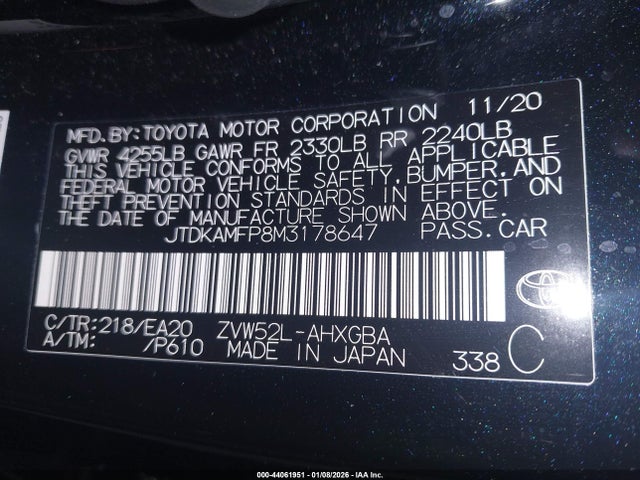 MFD.BY:TOYOTA MOTOR CORPORATION 11/20
GVWR 4255LB GAWR FR 2330LB RR 2240LB
THIS VEHICLE CONFORMS TO ALL APPLICABLE
FEDERAL MOTOR VEHICLE SAFETY,BUMPER,AND
THEFT PREVENTION STANDARDS IN EFFECT ON
THE DATE OF MANUFACTURE SHOWN ABOVE.
JTDKAMFP8M3178647 PASS.CAR
C/TR:218/EA20 ZVW52L-AHXGBA
A/TM: /P610 MADE IN JAPAN 338 C
000-44061951 - 01/08/2026 - IAA Inc.